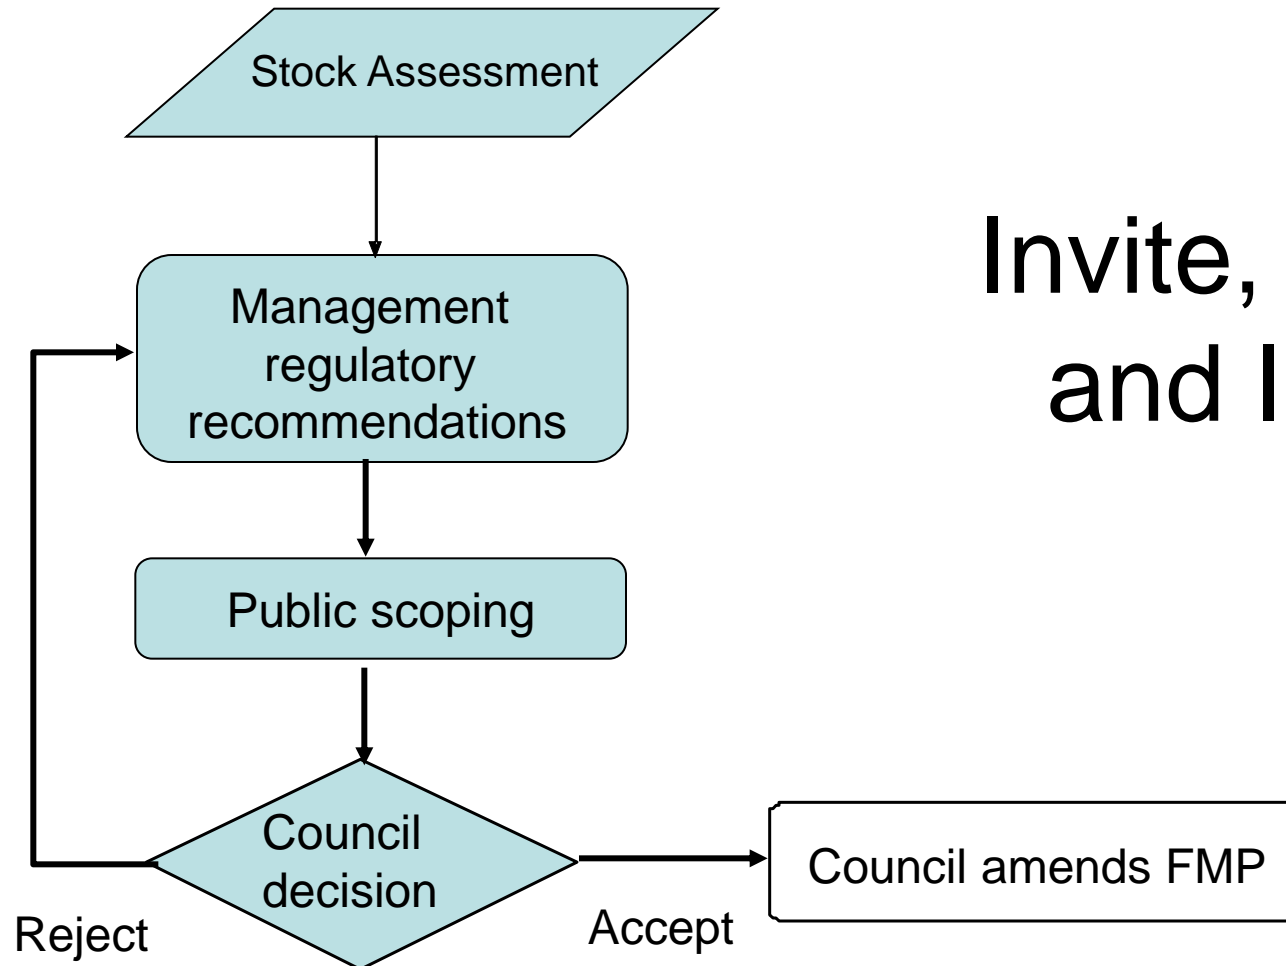 Stock Assessment
Invite,
and I
Management
regulatory
recommendations
Public scoping
Council
decision
Council amends FMP
Reject
Accept